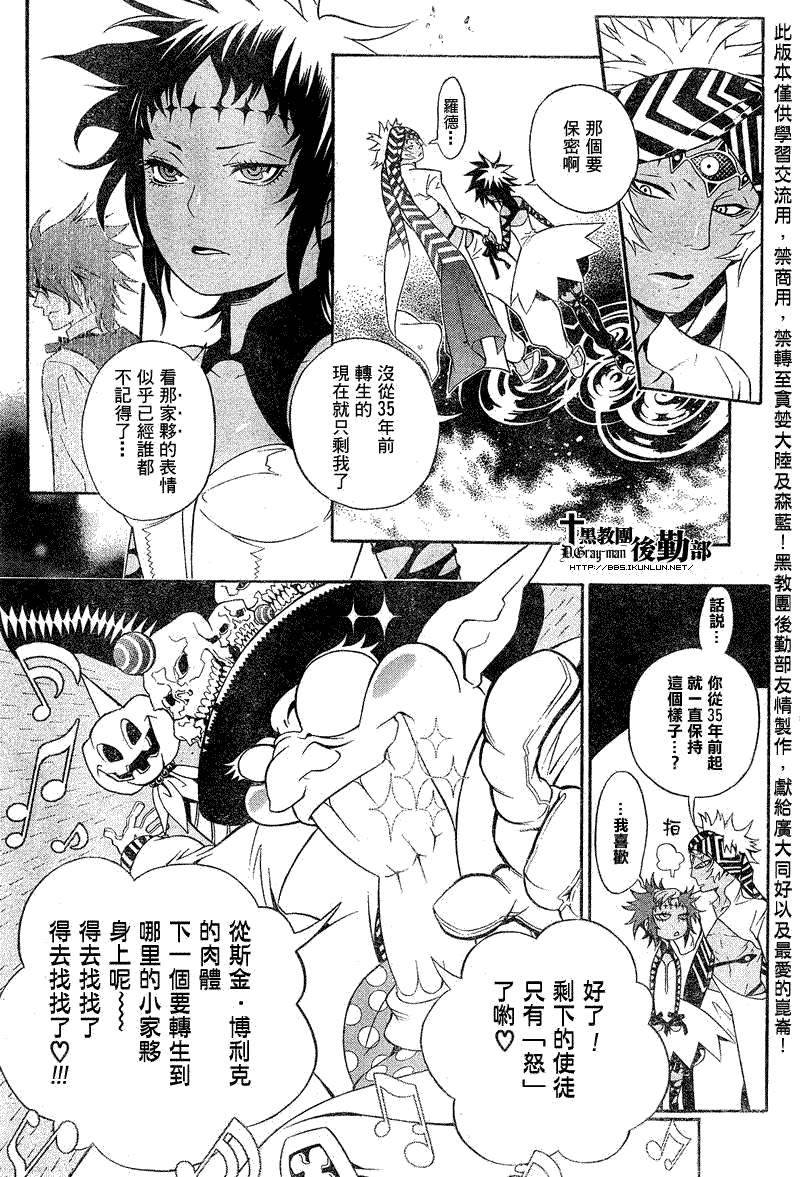 那個要
保密啊
羅德…
沒從35年前
轉生的
現在就只剩我了
看那家夥的表情
似乎已經誰都
不記得了…
黑教團
D.Gray-man
後勤部
HTTP://BBS.IKUNLUN.NET/
話説…
你從35年前起
就一直保持
這個樣子…?
…我喜歡
拍
好了!
剩下的使徒
只有「怒」
了喲♡
從斯金·博利克
的肉體
下一個要轉生到
哪里的小家夥
身上呢~~
得去找找了
得去找找了♡!!!
此版本僅供學習交流用,禁商用,禁轉至貪婪大陸及森藍!黑教團後勤部友情製作,獻給廣大同好以及最愛的崑崙!